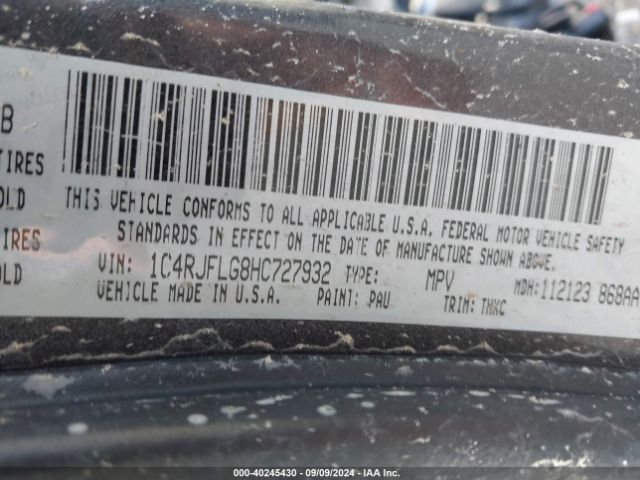 B
TIRES
OLD
IRES
OLD
THIS VEHICLE CONFORMS TO ALL APPLICABLE U.S.A. FEDERAL MOTOR VEHICLE SAFETY
STANDARDS IN EFFECT ON THE DATE OF MANUFACTURE SHOWN ABOVE.
VIN: 1C4RJFLG8HC727932 TYPE: MPV MDH: 112123 868AA
VEHICLE MADE IN U.S.A. PAINT: PAU TRIM: TMXC
000-40245430 - 09/09/2024 - IAA Inc.